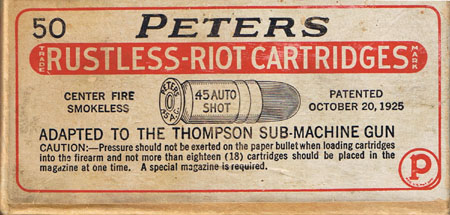 50 PETERS
TRADE RUSTLESS-RIOT CARTRIDGES MARK
CENTER FIRE
SMOKELESS
PETERS
45 AUTO
SHOT
PATENTED
OCTOBER 20, 1925
ADAPTED TO THE THOMPSON SUB-MACHINE GUN
CAUTION:—Pressure should not be exerted on the paper bullet when loading cartridges
into the firearm and not more than eighteen (18) cartridges should be placed in the
magazine at one time. A special magazine is required.
P